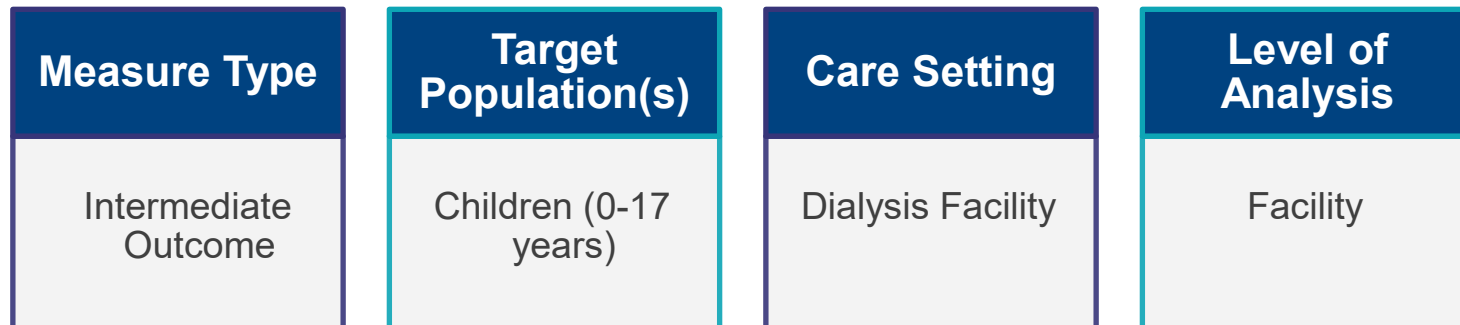 Measure Type
Intermediate
Outcome
Target
Population(s)
Children (0-17
years)
Care Setting
Dialysis Facility
Level of
Analysis
Facility